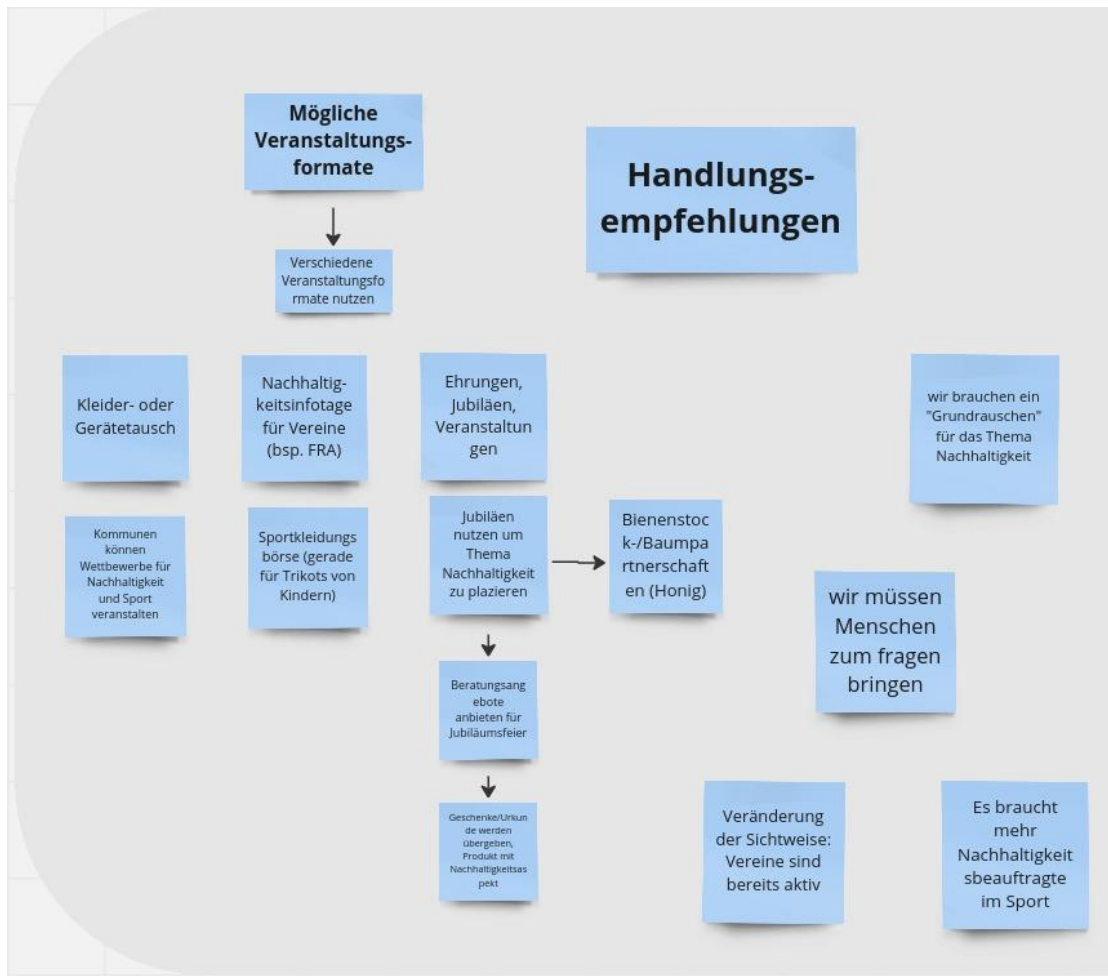 Mögliche
Veranstaltungs-
formate
Handlungs-
empfehlungen
Verschiedene
Veranstaltungsfo
rmate nutzen
Kleider- oder
Gerätetausch
Nachhaltig-
keitsinfotage
für Vereine
(bsp. FRA)
Ehrungen,
Jubiläen,
Veranstaltun
gen
wir brauchen ein
"Grundrauschen"
für das Thema
Nachhaltigkeit
Kommunen
können
Wettbewerbe für
Nachhaltigkeit
und Sport
veranstalten
Sportkleidungs
börse (gerade
für Trikots von
Kindern)
Jubiläen
nutzen um
Thema
Nachhaltigkeit
zu plazieren
Bienenstoc
k-/Baumpa
rtnerschaft
en (Honig)
wir müssen
Menschen
zum fragen
bringen
Beratungsang
ebote
anbieten für
Jubiläumsfeier
Geschenke/Urku
nde werden
übergeben,
Produkt mit
Nachhaltigkeitsas
pekt
Veränderung
der Sichtweise:
Vereine sind
bereits aktiv
Es braucht
mehr
Nachhaltigkeit
sbeauftragte
im Sport